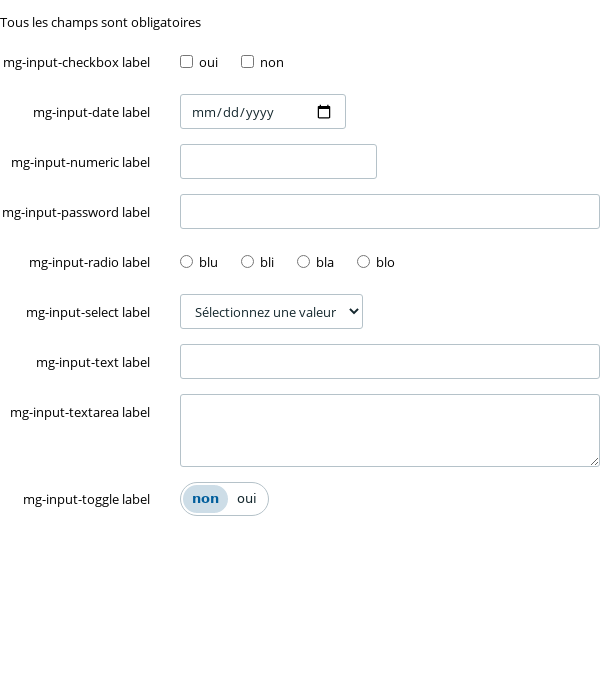 Tous les champs sont obligatoires
mg-input-checkbox label oui non
mg-input-date label mm/dd/yyyy
mg-input-numeric label
mg-input-password label
mg-input-radio label blu bli bla blo
mg-input-select label Sélectionnez une valeur
mg-input-text label
mg-input-textarea label
mg-input-toggle label non oui